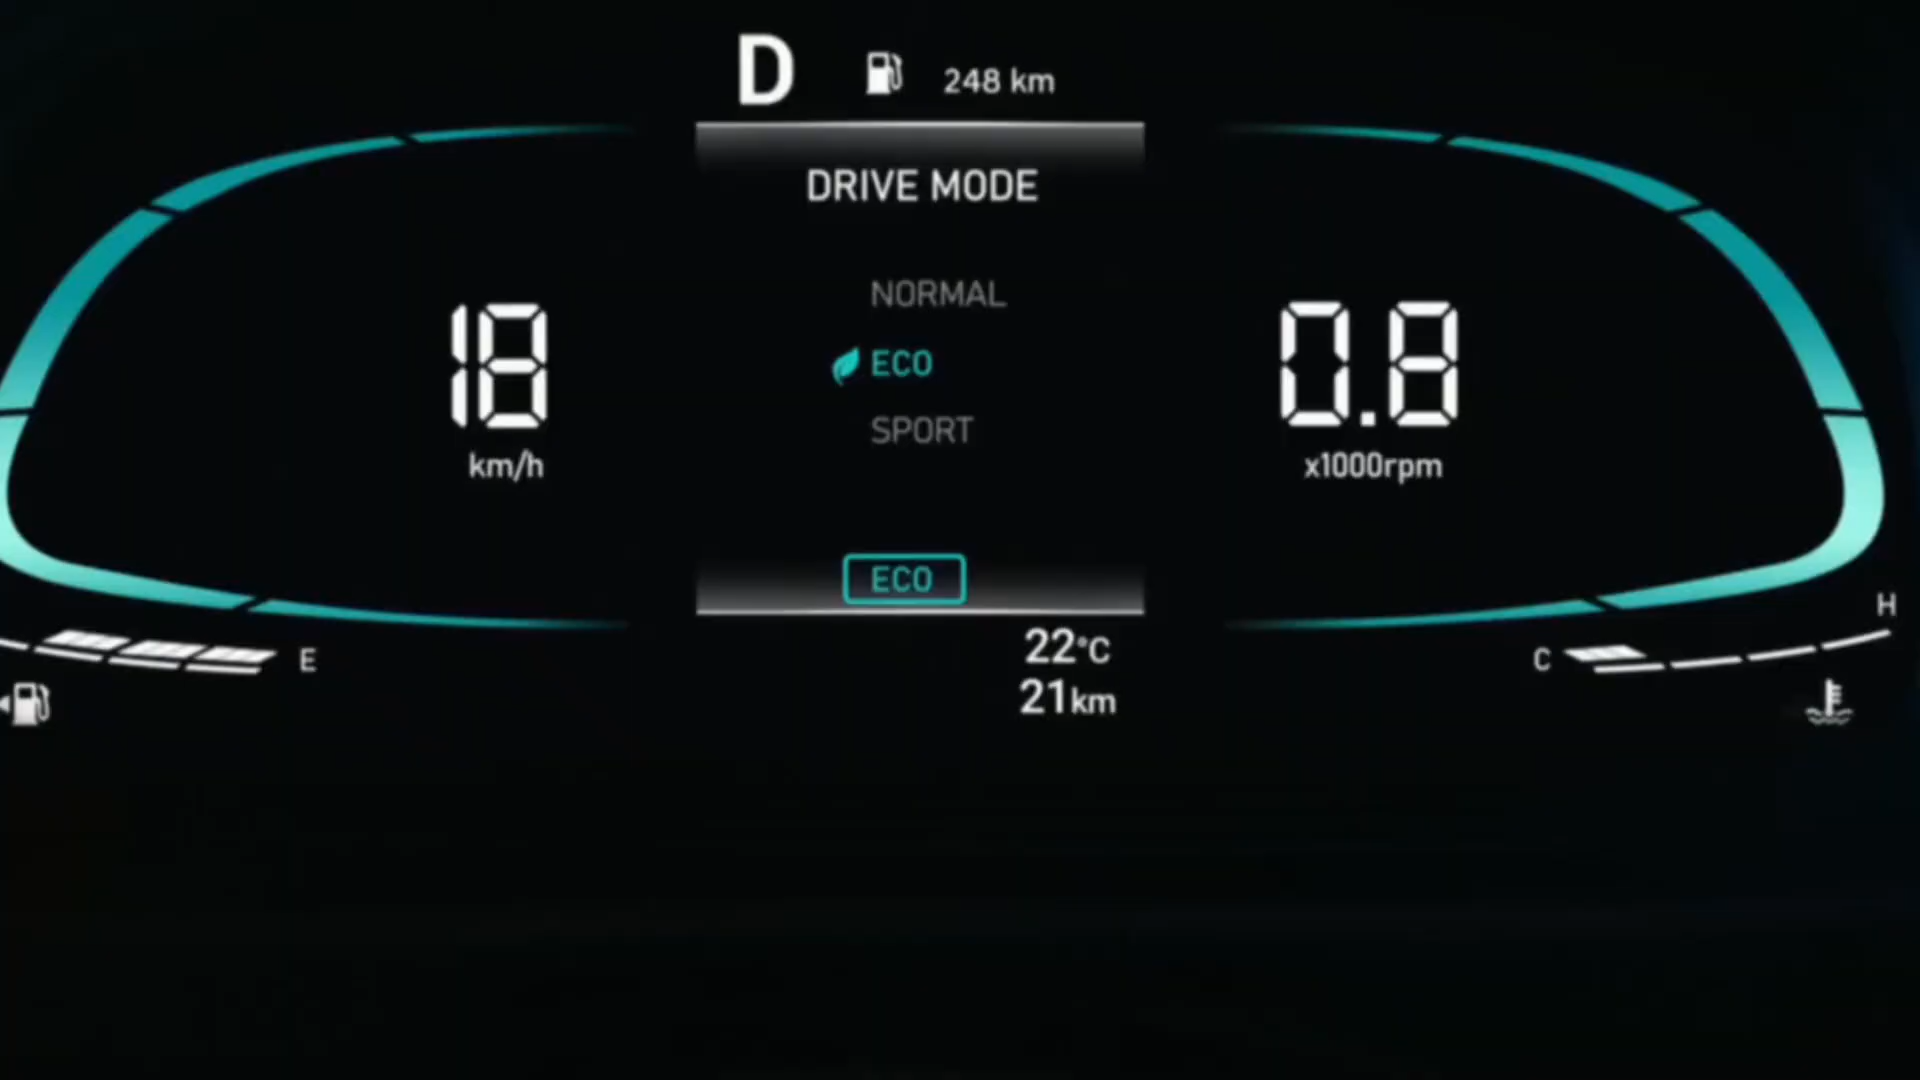 D 248 km
DRIVE MODE
NORMAL
ECO
SPORT
18
km/h
0.8
x1000rpm
ECO
E
22°C
21km
C
H